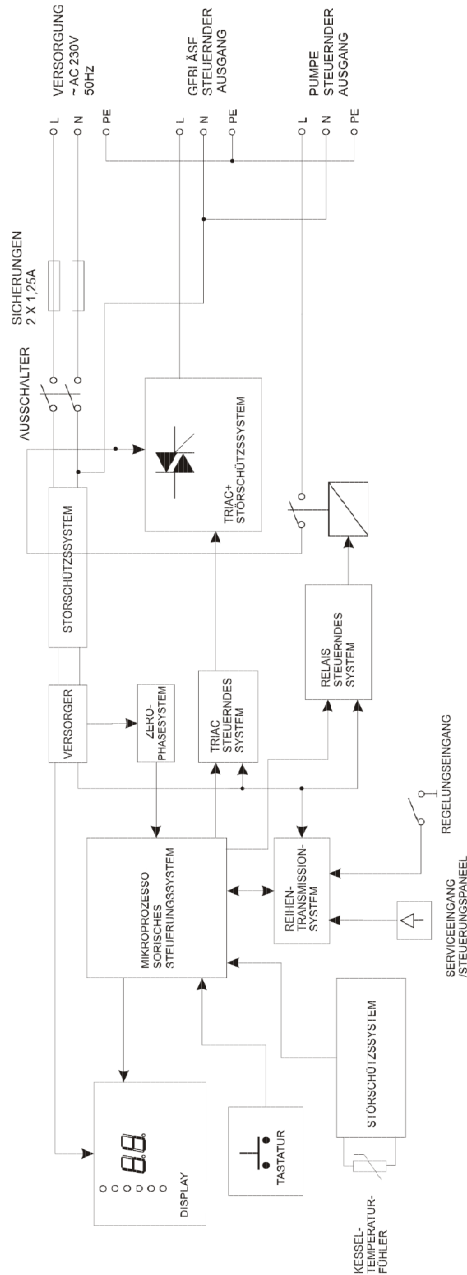 AUSSCHALTER
SICHERUNGEN
2 X 1,25A
VERSORGUNG
~ AC 230V
50Hz
L
N
PE
VERSORGER
STÖRSCHÜTZSSYSTEM
ZERO-
PHASESYSTEM
MIKROPROZESSO
SORISCHES
STEUERUNGSSYSTEM
DISPLAY
TRIAC
STEUERNDES
SYSTEM
TRIAC+
STÖRSCHÜTZSSYSTEM
GEBLÄSE
STEUERNDER
AUSGANG
L
N
PE
TASTATUR
REIHEN-
TRANSMISSION-
SYSTEM
RELAIS
STEUERNDES
SYSTEM
PUMPE
STEUERNDER
AUSGANG
L
N
PE
KESSEL-
TEMPERATUR-
FÜHLER
STÖRSCHÜTZSSYSTEM
SERVICEEINGANG
/STEUERUNGSPANEEL
REGELUNGSEINGANG